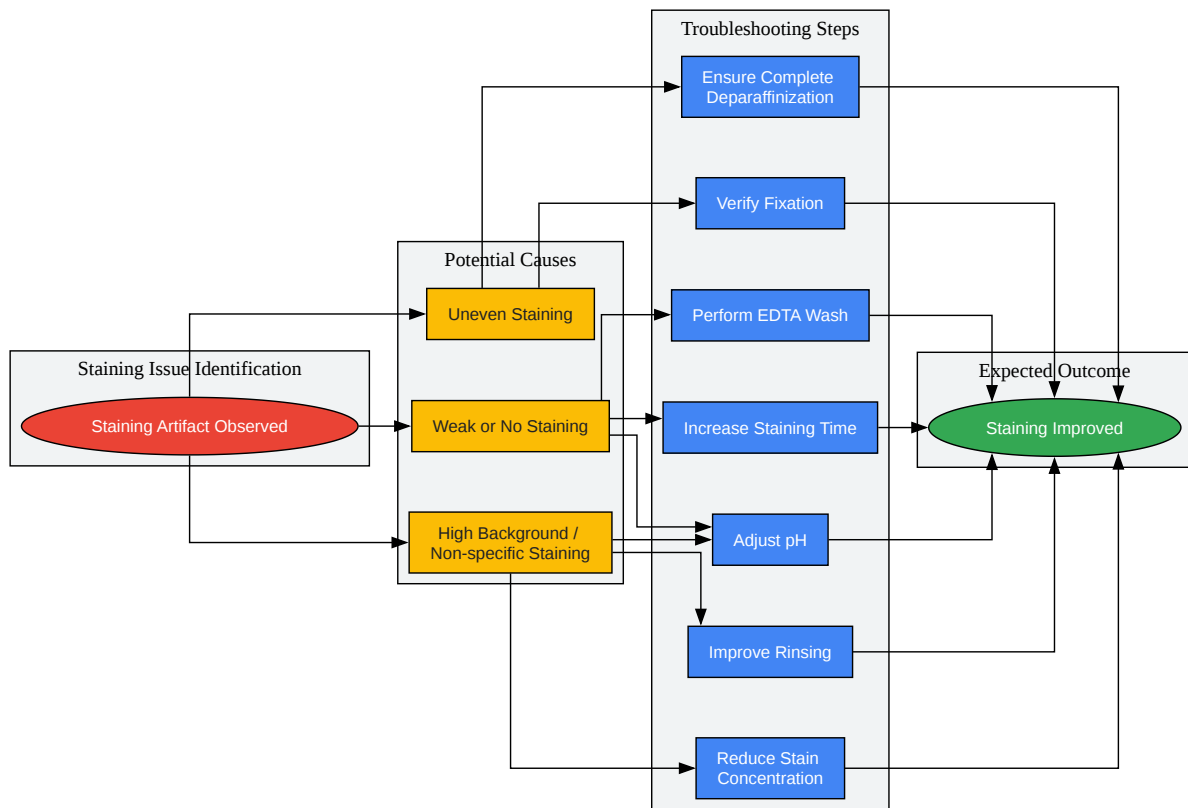 Staining Issue Identification
Staining Artifact Observed
Potential Causes
Uneven Staining
Weak or No Staining
High Background /
Non-specific Staining
Troubleshooting Steps
Ensure Complete
Deparaffinization
Verify Fixation
Perform EDTA Wash
Increase Staining Time
Adjust pH
Improve Rinsing
Reduce Stain
Concentration
Expected Outcome
Staining Improved